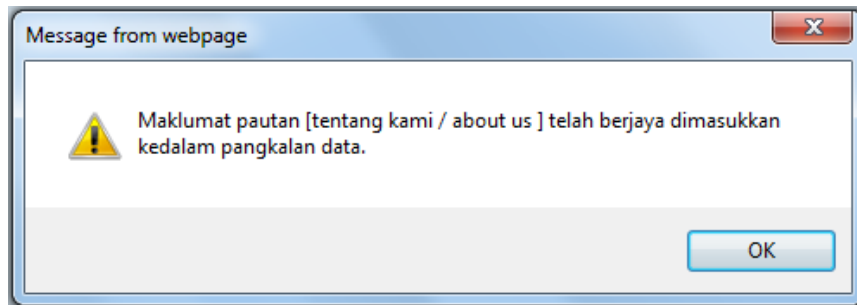 Message from webpage
Maklumat pautan [tentang kami / about us ] telah berjaya dimasukkan
kedalam pangkalan data.
OK